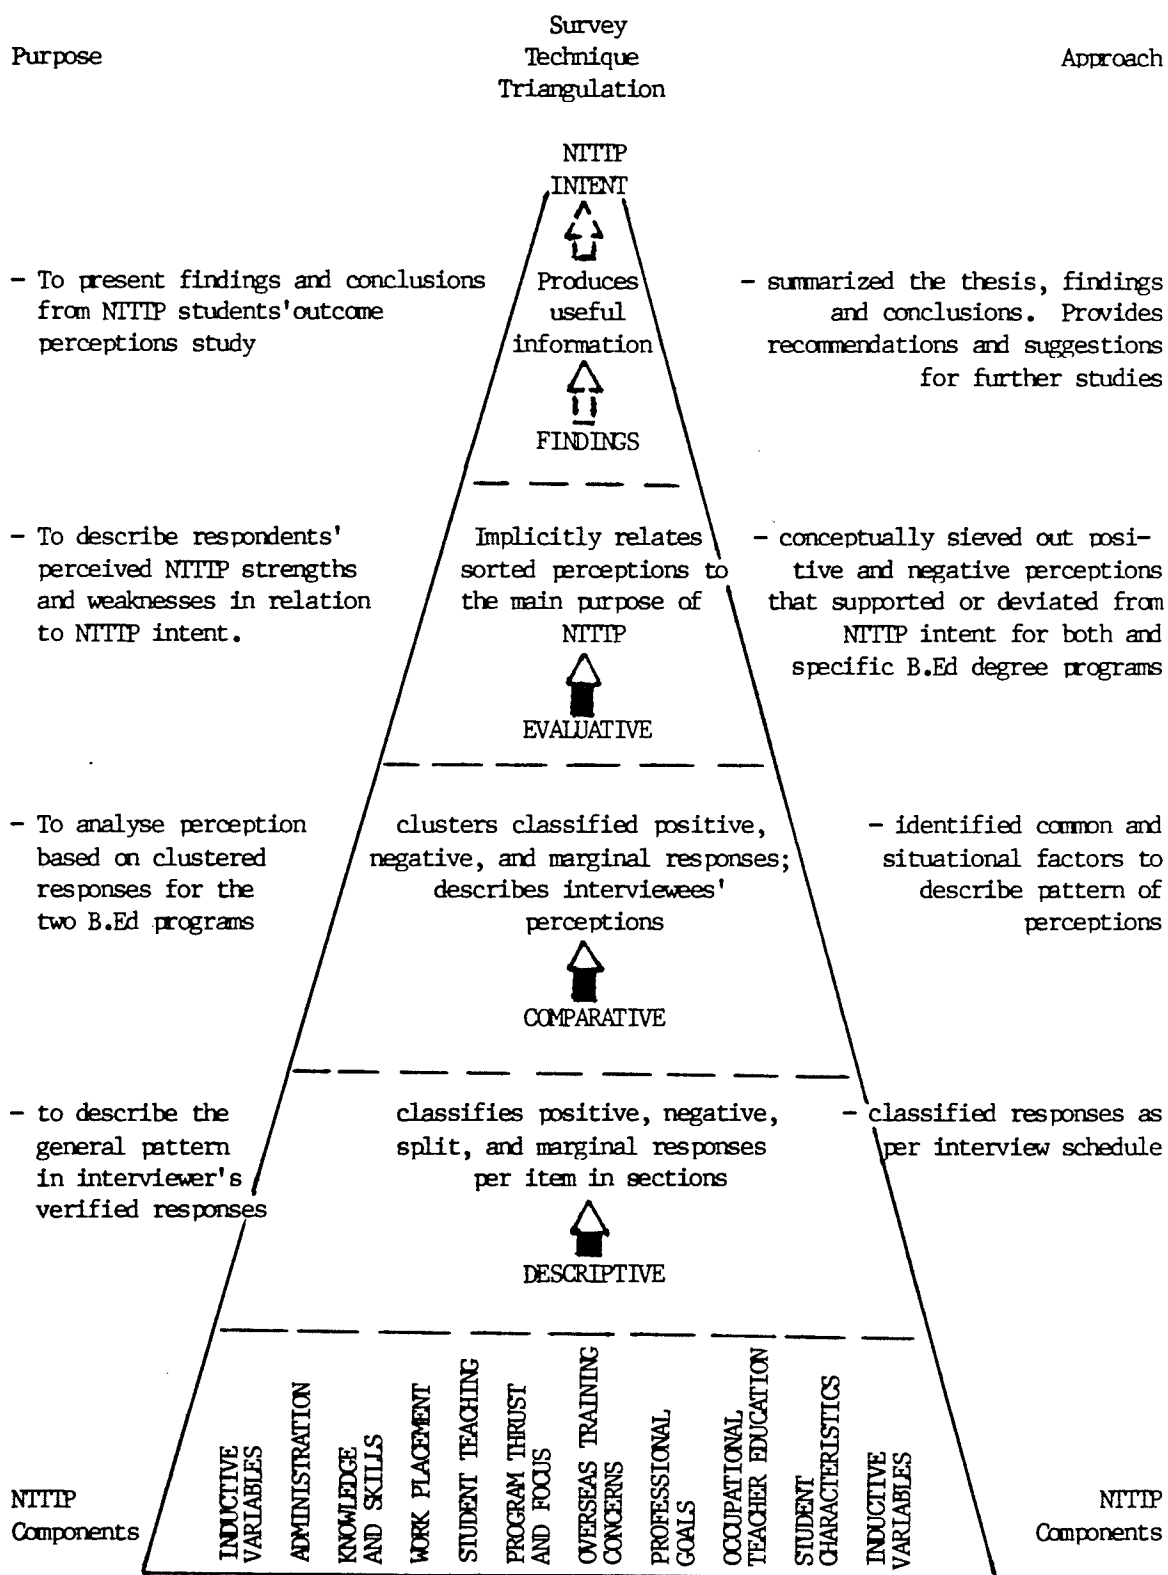 Purpose
Survey
Technique
Triangulation
Approach
NTTTP
INTENT
- To present findings and conclusions
from NTTTP students'outcome
perceptions study
Produces
useful
information
- summarized the thesis, findings
and conclusions. Provides
recommendations and suggestions
for further studies
FINDINGS
- To describe respondents'
perceived NTTTP strengths
and weaknesses in relation
to NTTTP intent.
Implicitly relates
sorted perceptions to
the main purpose of
NTTTP
- conceptually sieved out posi-
tive and negative perceptions
that supported or deviated from
NTTTP intent for both and
specific B.Ed degree programs
EVALUATIVE
- To analyse perception
based on clustered
responses for the
two B.Ed programs
clusters classified positive,
negative, and marginal responses;
describes interviewees'
perceptions
- identified common and
situational factors to
describe pattern of
perceptions
COMPARATIVE
- to describe the
general pattern
in interviewer's
verified responses
classifies positive, negative,
split, and marginal responses
per item in sections
- classified responses as
per interview schedule
DESCRIPTIVE
NTTTP
Components
INDUCTIVE
VARIABLES
ADMINISTRATION
KNOWLEDGE
AND SKILLS
WORK PLACEMENT
STUDENT TEACHING
PROGRAM THRUST
AND FOCUS
OVERSEAS TRAINING
CONCERNS
PROFESSIONAL
GOALS
OCCUPATIONAL
TEACHER EDUCATION
STUDENT
CHARACTERISTICS
INDUCTIVE
VARIABLES
NTTTP
Components